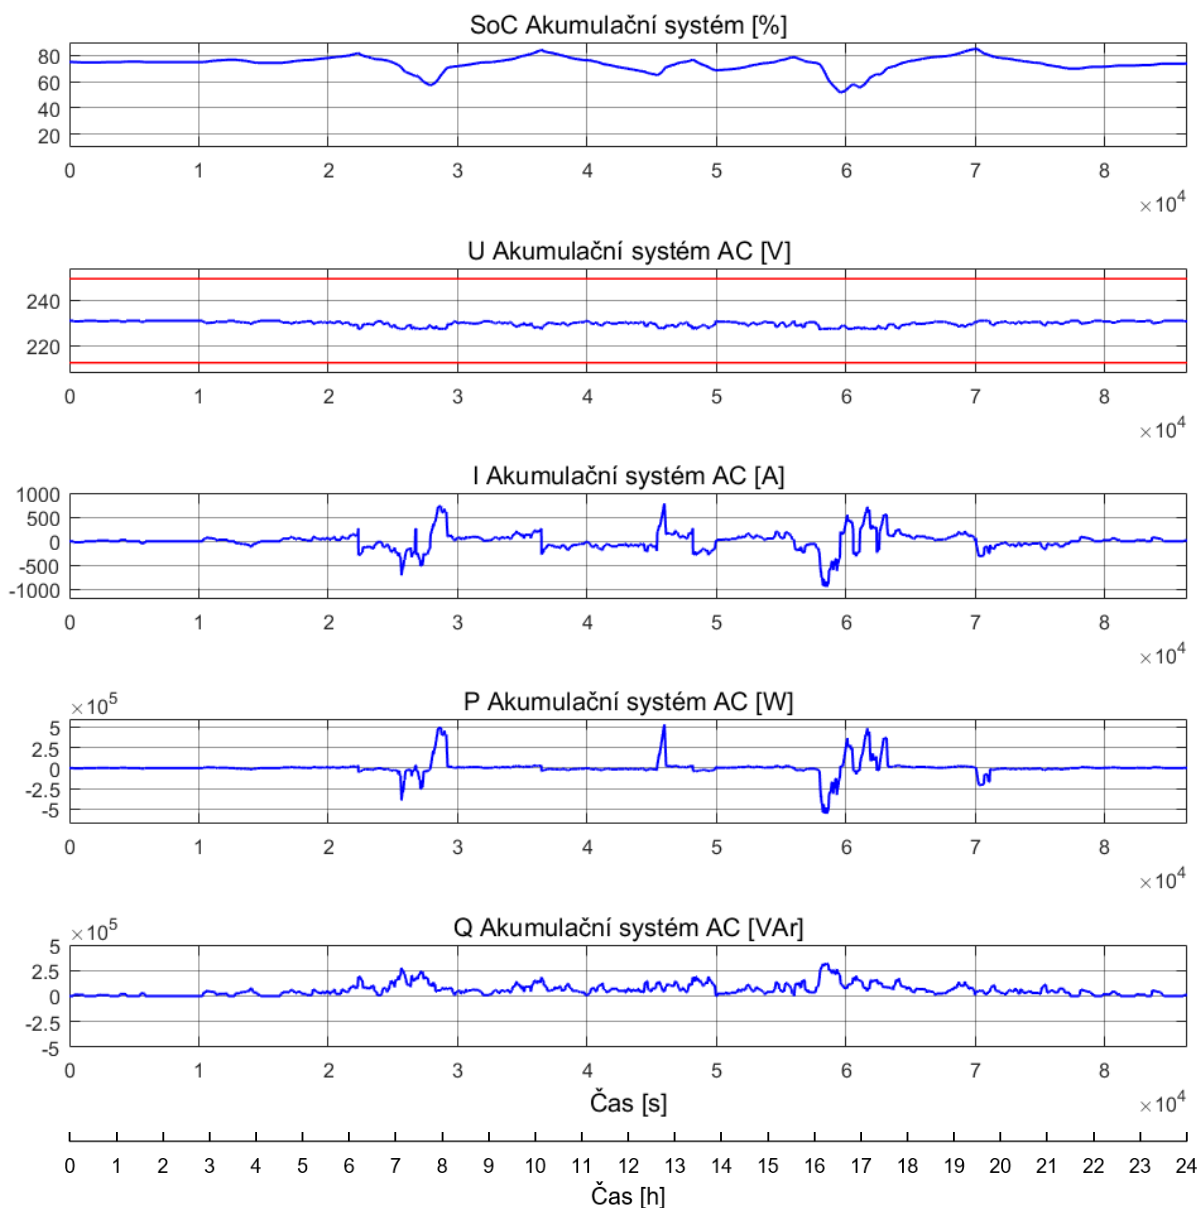 SoC Akumulační systém [%]
80
60
40
20
0 1 2 3 4 5 6 7 8
×10⁴
U Akumulační systém AC [V]
240
220
0 1 2 3 4 5 6 7 8
×10⁴
I Akumulační systém AC [A]
1000
500
0
-500
-1000
0 1 2 3 4 5 6 7 8
×10⁴
×10⁵
P Akumulační systém AC [W]
5
2.5
0
-2.5
-5
0 1 2 3 4 5 6 7 8
×10⁴
×10⁵
Q Akumulační systém AC [VAr]
5
2.5
0
-2.5
-5
0 1 2 3 4 5 6 7 8
Čas [s]
×10⁴
0 1 2 3 4 5 6 7 8 9 10 11 12 13 14 15 16 17 18 19 20 21 22 23 24
Čas [h]